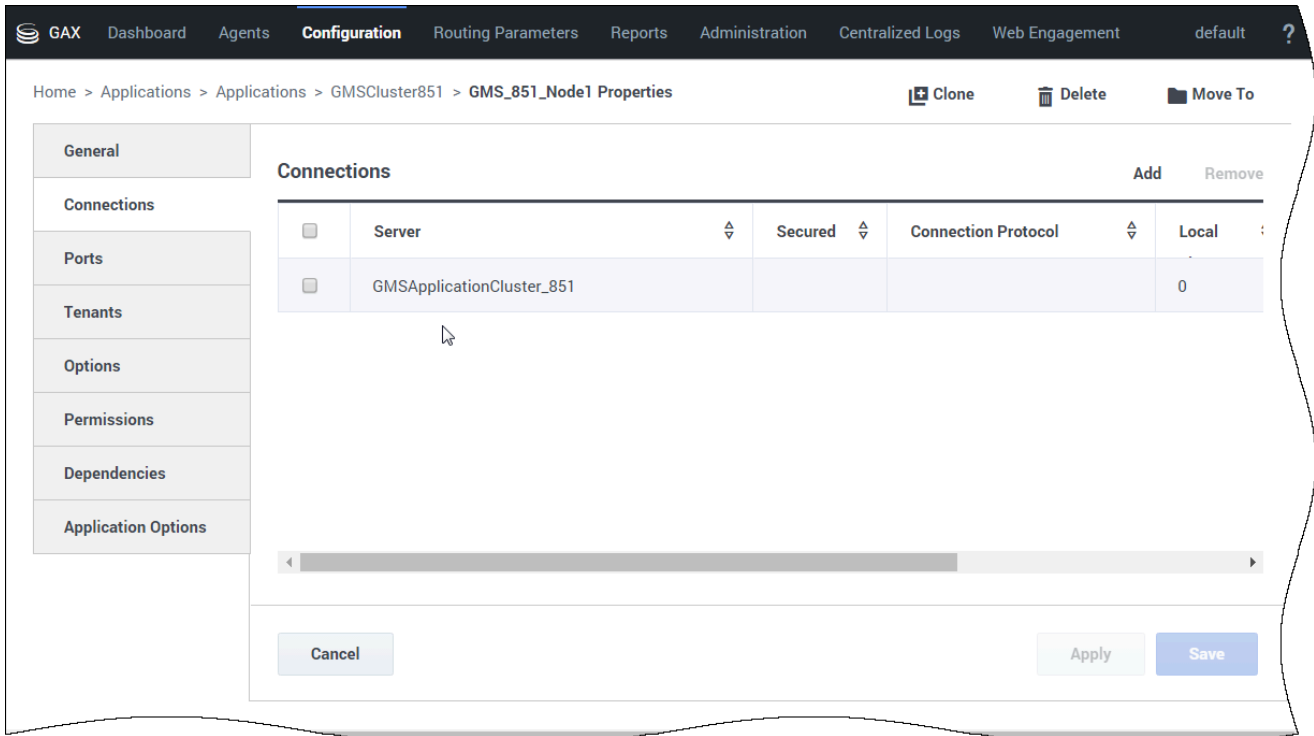 GAX Dashboard Agents Configuration Routing Parameters Reports Administration Centralized Logs Web Engagement default ?
Home > Applications > Applications > GMSCluster851 > GMS_851_Node1 Properties Clone Delete Move To
General
Connections
Ports
Tenants
Options
Permissions
Dependencies
Application Options
Connections Add Remove
Server Secured Connection Protocol Local
GMSApplicationCluster_851 0
Cancel Apply Save